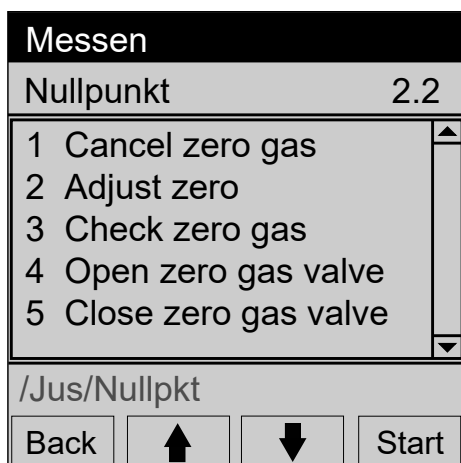 Messen
Nullpunkt 2.2
1 Cancel zero gas
2 Adjust zero
3 Check zero gas
4 Open zero gas valve
5 Close zero gas valve
/Jus/Nullpkt
Back Start